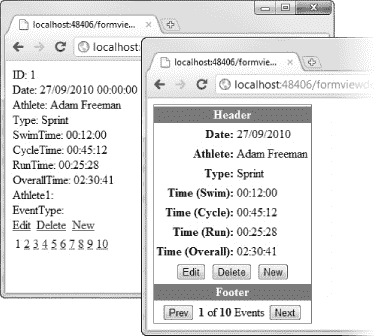 localhost:48406/formviewde
localhost:48406/
ID: 1
Date: 27/09/2010 00:00:00
Athlete: Adam Freeman
Type: Sprint
SwimTime: 00:12:00
CycleTime: 00:45:12
RunTime: 00:25:28
OverallTime: 02:30:41
Athlete1:
EventType:
Edit Delete New
1 2 3 4 5 6 7 8 9 10
localhost:48406/formviewde
localhost:48406/formviewd
Header
Date: 27/09/2010
Athlete: Adam Freeman
Type: Sprint
Time (Swim): 00:12:00
Time (Cycle): 00:45:12
Time (Run): 00:25:28
Time (Overall): 02:30:41
Edit Delete New
Footer
Prev 1 of 10 Events Next